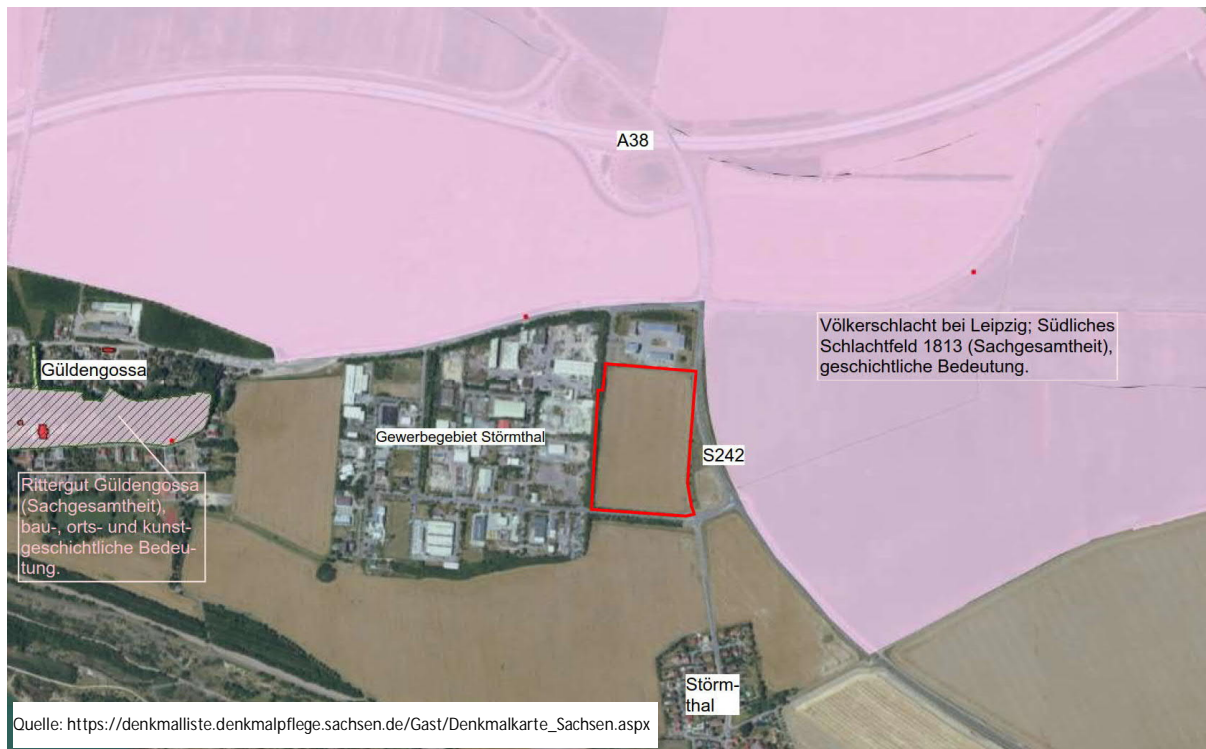 A38
Völkerschlacht bei Leipzig; Südliches
Schlachtfeld 1813 (Sachgesamtheit),
geschichtliche Bedeutung.
Güldengossa
Gewerbegebiet Störmthal
S242
Rittergut Güldengossa
(Sachgesamtheit),
bau-, orts- und kunst-
geschichtliche Bedeu-
tung.
Störm-
thal
Quelle: https://denkmalliste.denkmalpflege.sachsen.de/Gast/Denkmalkarte_Sachsen.aspx